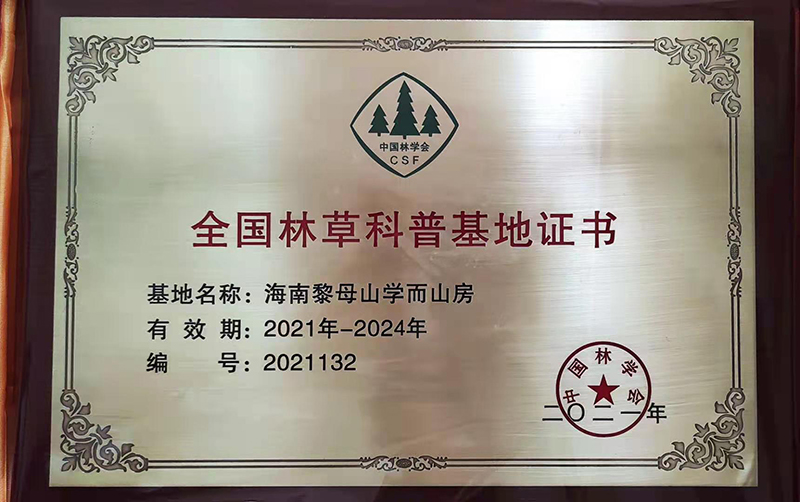 中国林学会
CSF
全国林草科普基地证书
基地名称：海南黎母山学而山房
有效期：2021年-2024年
编号：2021132
中国林学会
二〇二一年